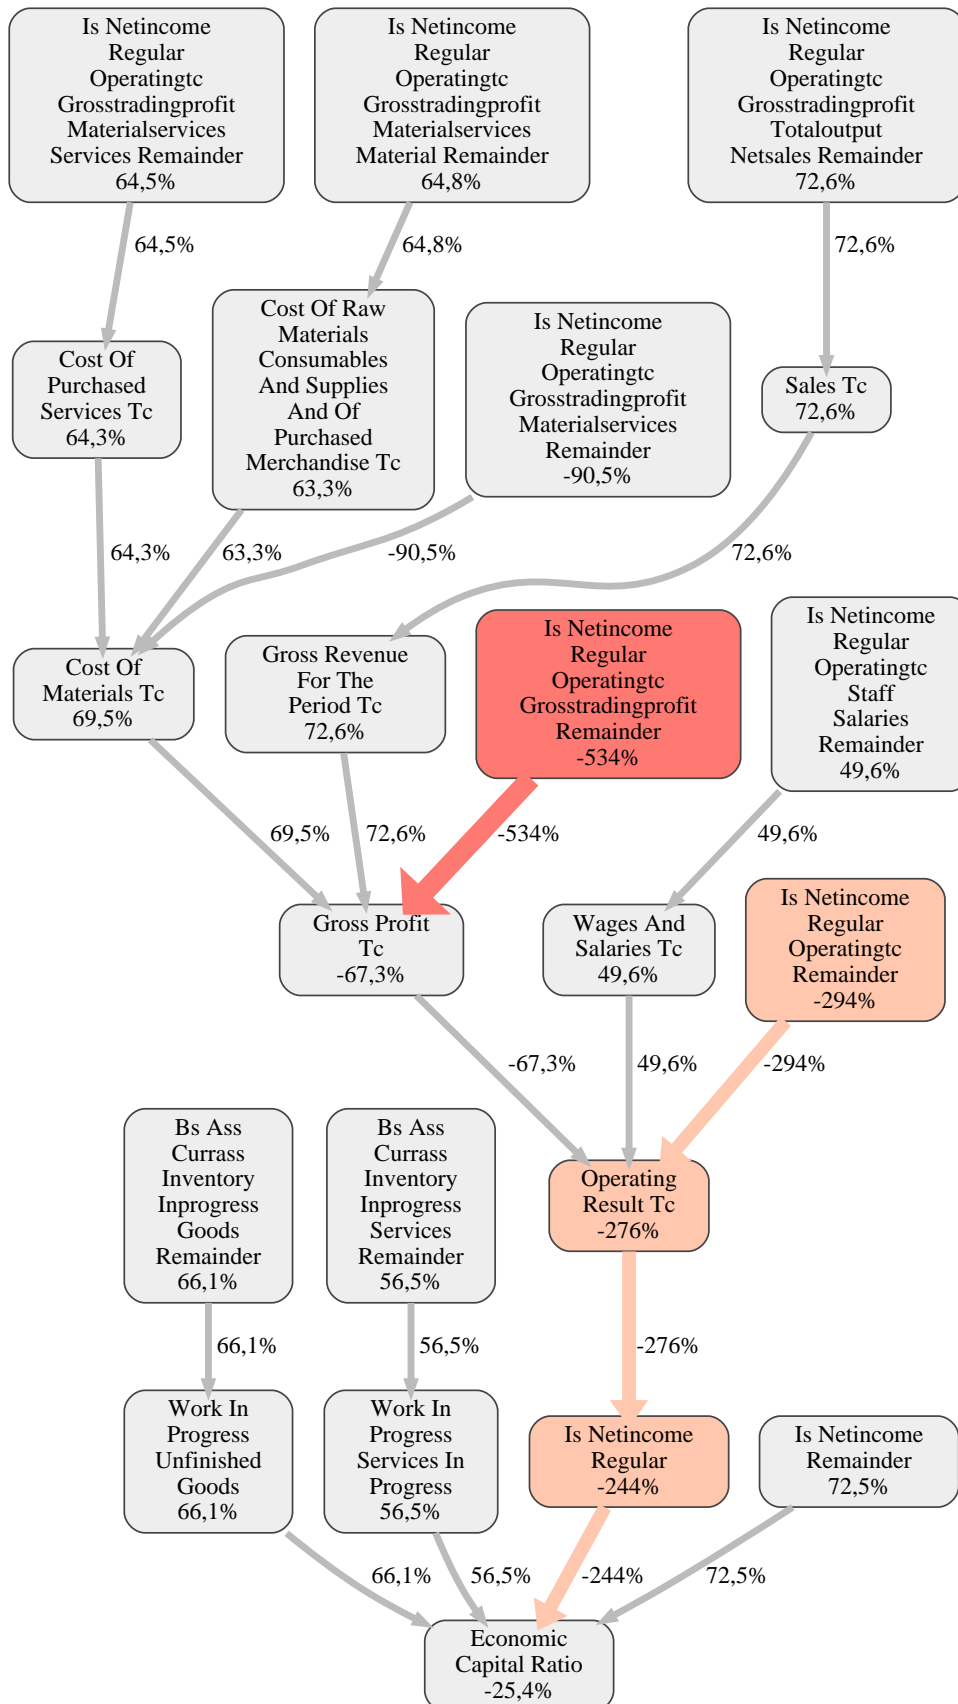 Is Netincome
Regular
Operatingtc
Grosstradingprofit
Materialservices
Services Remainder
64,5%
Is Netincome
Regular
Operatingtc
Grosstradingprofit
Materialservices
Material Remainder
64,8%
Is Netincome
Regular
Operatingtc
Grosstradingprofit
Totaloutput
Netsales Remainder
72,6%
64,5%
64,8%
72,6%
Cost Of
Purchased
Services Tc
64,3%
Cost Of Raw
Materials
Consumables
And Supplies
And Of
Purchased
Merchandise Tc
63,3%
Is Netincome
Regular
Operatingtc
Grosstradingprofit
Materialservices
Remainder
-90,5%
Sales Tc
72,6%
64,3%
63,3%
-90,5%
72,6%
Cost Of
Materials Tc
69,5%
Gross Revenue
For The
Period Tc
72,6%
Is Netincome
Regular
Operatingtc
Grosstradingprofit
Remainder
-534%
Is Netincome
Regular
Operatingtc
Staff
Salaries
Remainder
49,6%
69,5%
72,6%
-534%
49,6%
Gross Profit
Tc
-67,3%
Wages And
Salaries Tc
49,6%
Is Netincome
Regular
Operatingtc
Remainder
-294%
-67,3%
49,6%
-294%
Bs Ass
Currass
Inventory
Inprogress
Goods
Remainder
66,1%
Bs Ass
Currass
Inventory
Inprogress
Services
Remainder
56,5%
Operating
Result Tc
-276%
66,1%
56,5%
-276%
Work In
Progress
Unfinished
Goods
66,1%
Work In
Progress
Services In
Progress
56,5%
Is Netincome
Regular
-244%
Is Netincome
Remainder
72,5%
66,1%
56,5%
-244%
72,5%
Economic
Capital Ratio
-25,4%